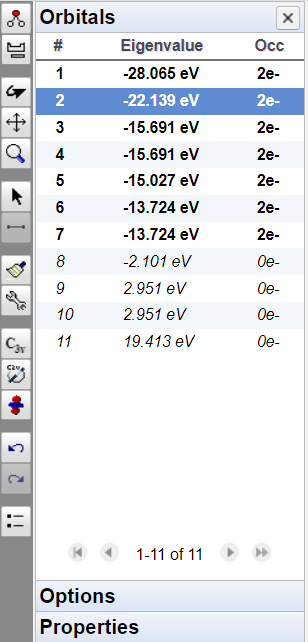 Orbitals
# Eigenvalue Occ
1 -28.065 eV 2e-
2 -22.139 eV 2e-
3 -15.691 eV 2e-
4 -15.691 eV 2e-
5 -15.027 eV 2e-
6 -13.724 eV 2e-
7 -13.724 eV 2e-
8 -2.101 eV 0e-
9 2.951 eV 0e-
10 2.951 eV 0e-
11 19.413 eV 0e-
C3v
1-11 of 11
Options
Properties